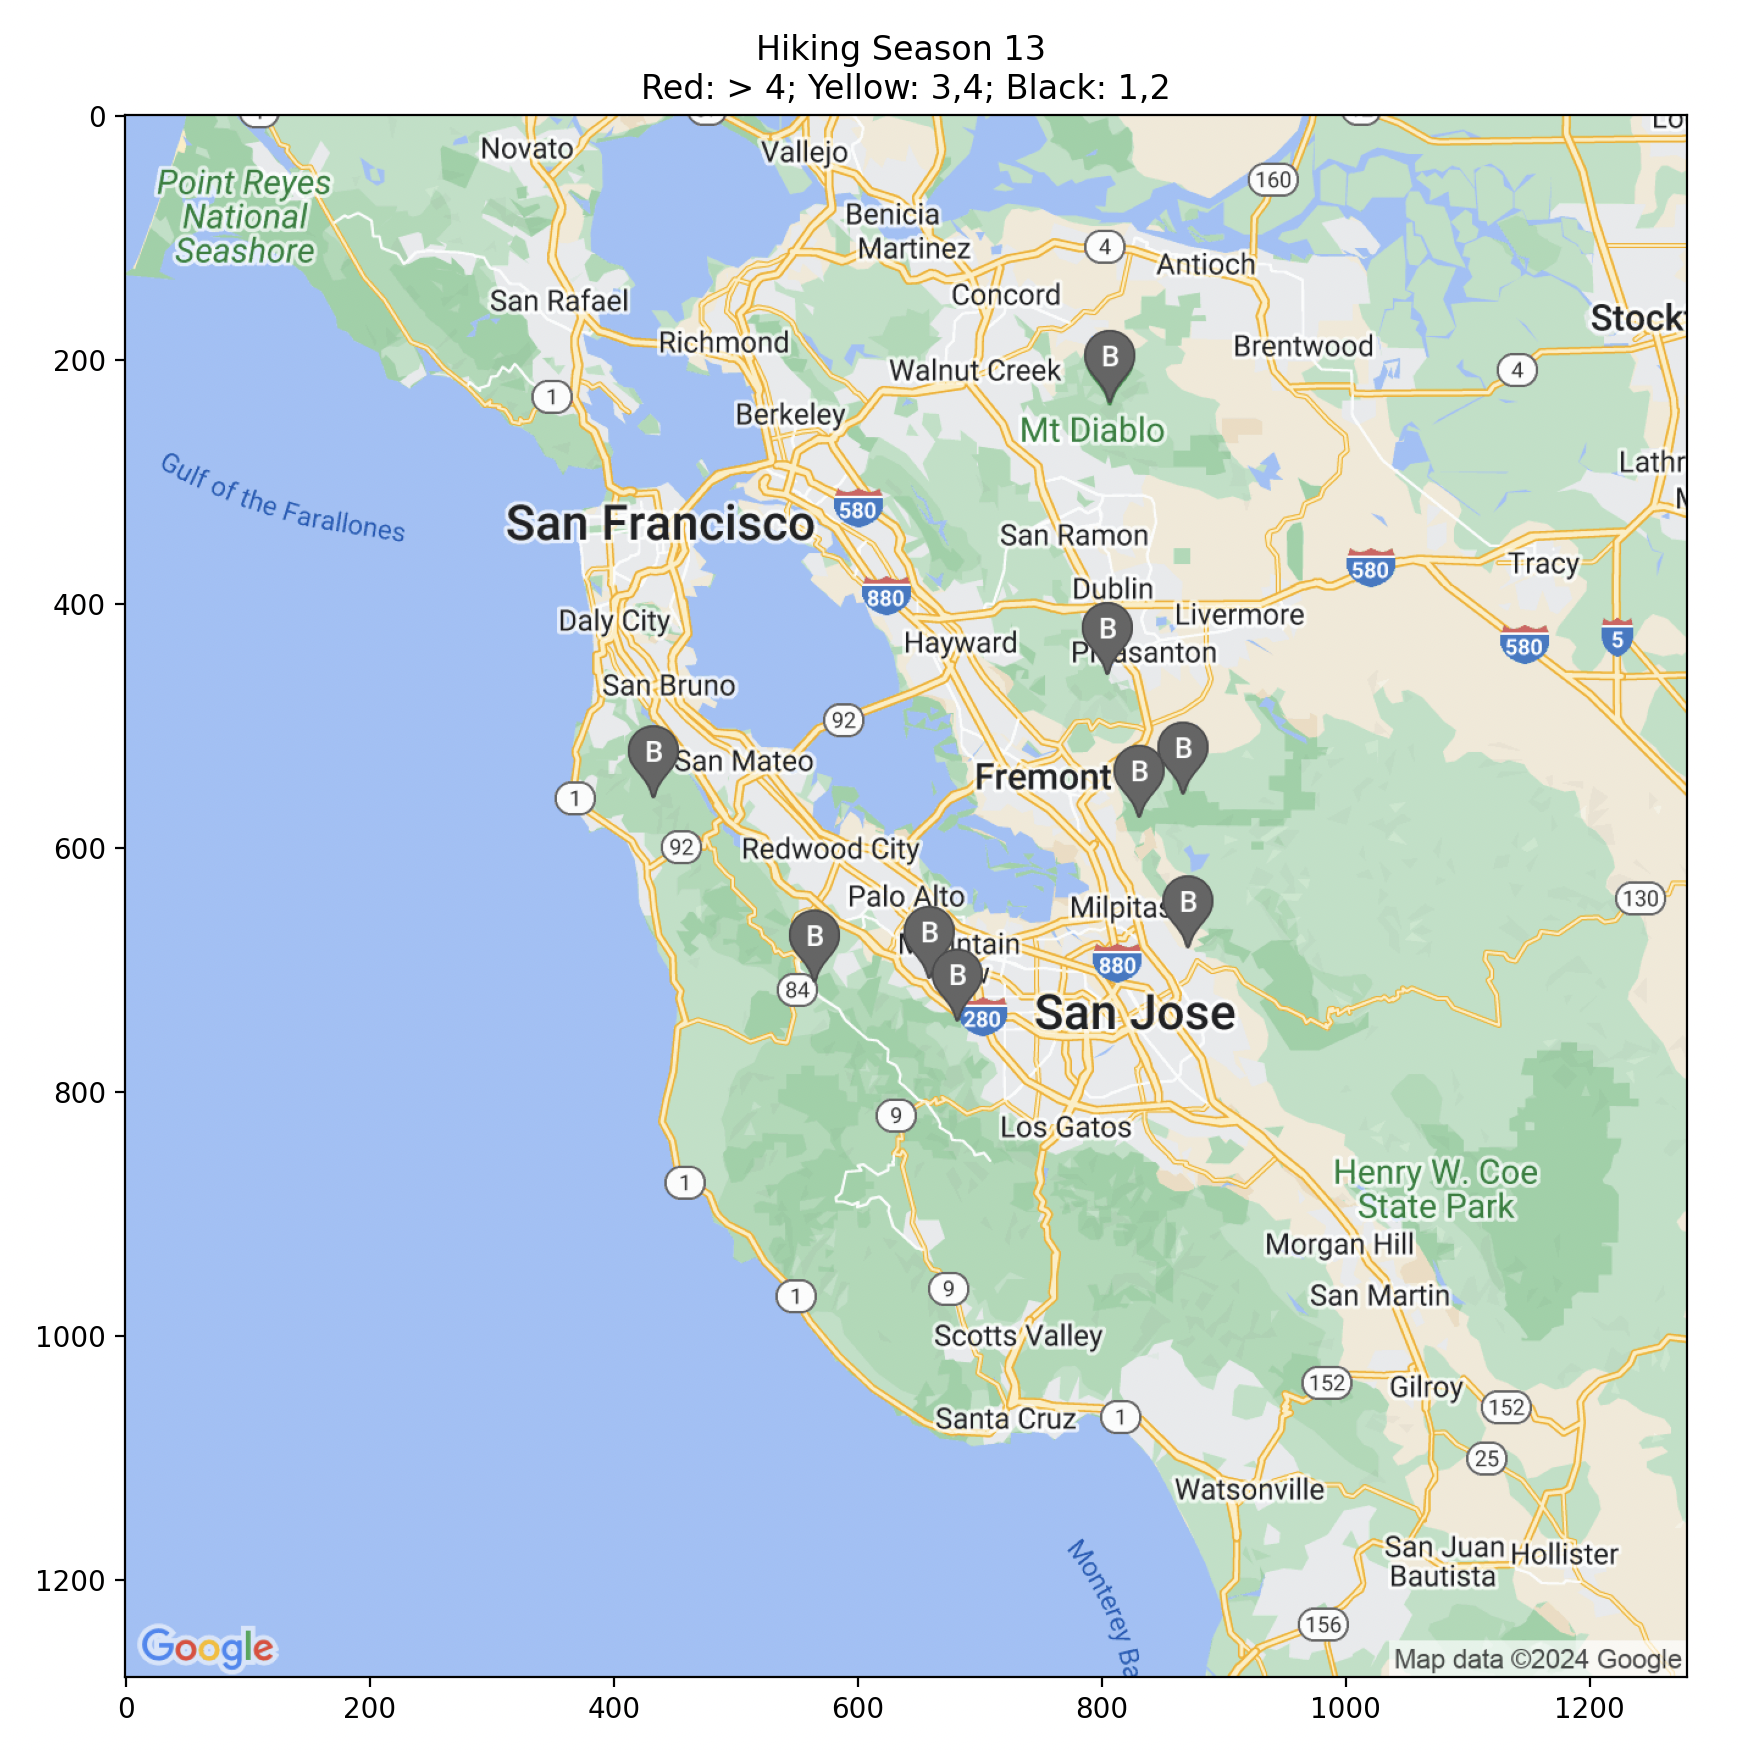 Hiking Season 13
Red: > 4; Yellow: 3,4; Black: 1,2
0
200
400
600
800
1000
1200
Novato
Vallejo
Point Reyes
National
Seashore
160
Benicia
Martinez
4
Antioch
San Rafael
Concord
Stock
Richmond
Brentwood
B
Walnut Creek
4
1
Berkeley
Mt Diablo
Lathr
Gulf of the Farallones
580
San Francisco
San Ramon
Tracy
580
880
Dublin
Livermore
Daly City
B
Hayward
580
5
San Bruno
92
B
San Mateo
B
B
Fremont
1
92
Redwood City
Palo Alto
130
B
Milpitas
B
B
B
880
84
280
San Jose
9
Los Gatos
1
Henry W. Coe
State Park
Morgan Hill
1
9
San Martin
Scotts Valley
152
Gilroy
152
Santa Cruz
1
25
Watsonville
San Juan
Bautista
Hollister
Monterey Ba
156
Google
Map data ©2024 Google
0
200
400
600
800
1000
1200